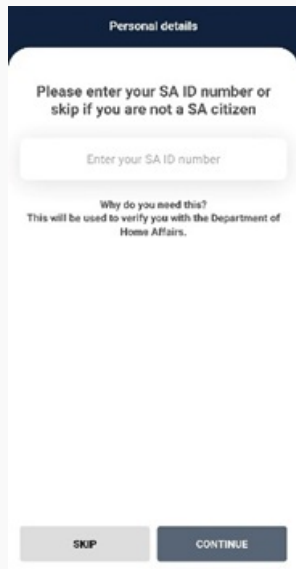 Personal details
Please enter your SA ID number or
skip if you are not a SA citizen
Enter your SA ID number
Why do you need this?
This will be used to verify you with the Department of
Home Affairs.
SKIP
CONTINUE